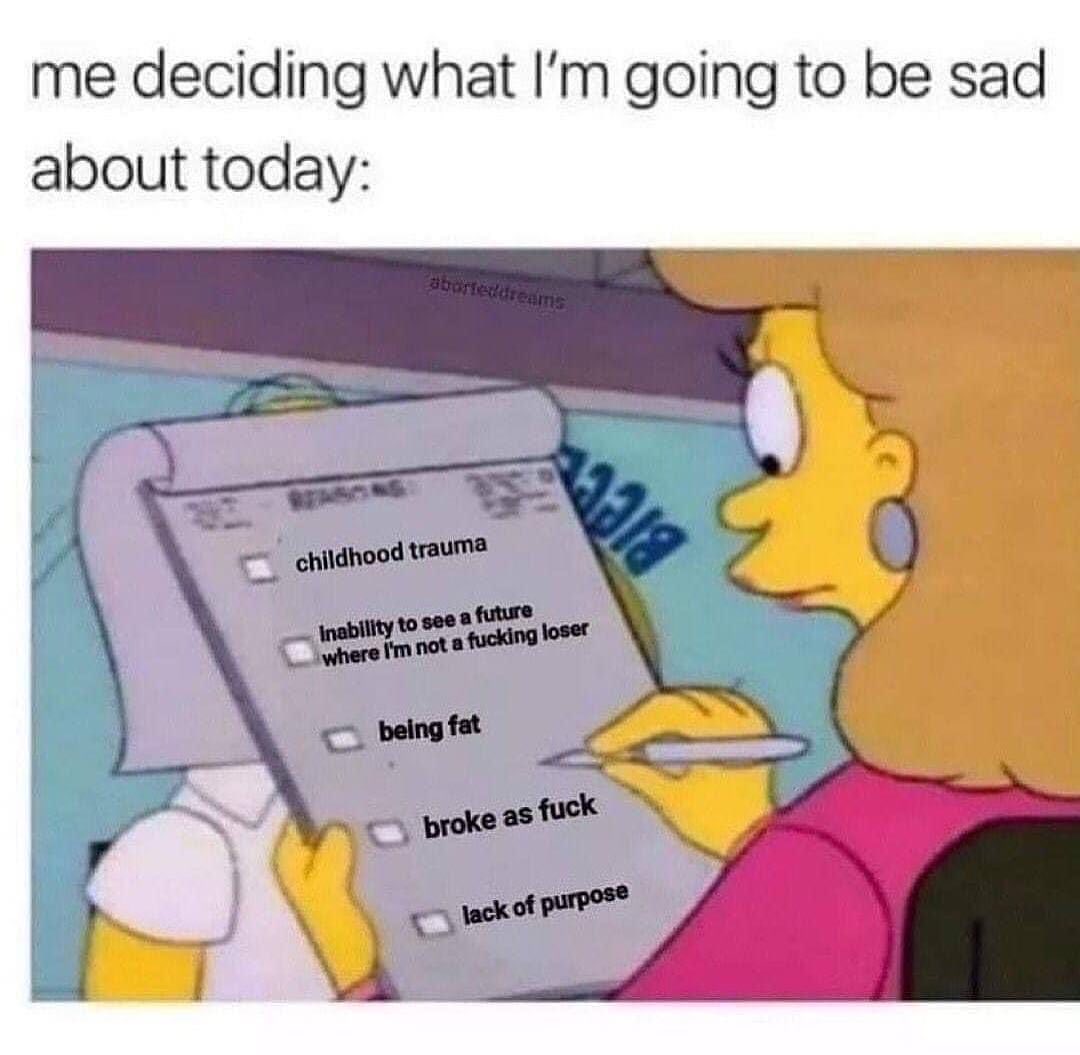 me deciding what I'm going to be sad
about today:
aborteddreams
childhood trauma
Inability to see a future
where I'm not a fucking loser
being fat
broke as fuck
lack of purpose